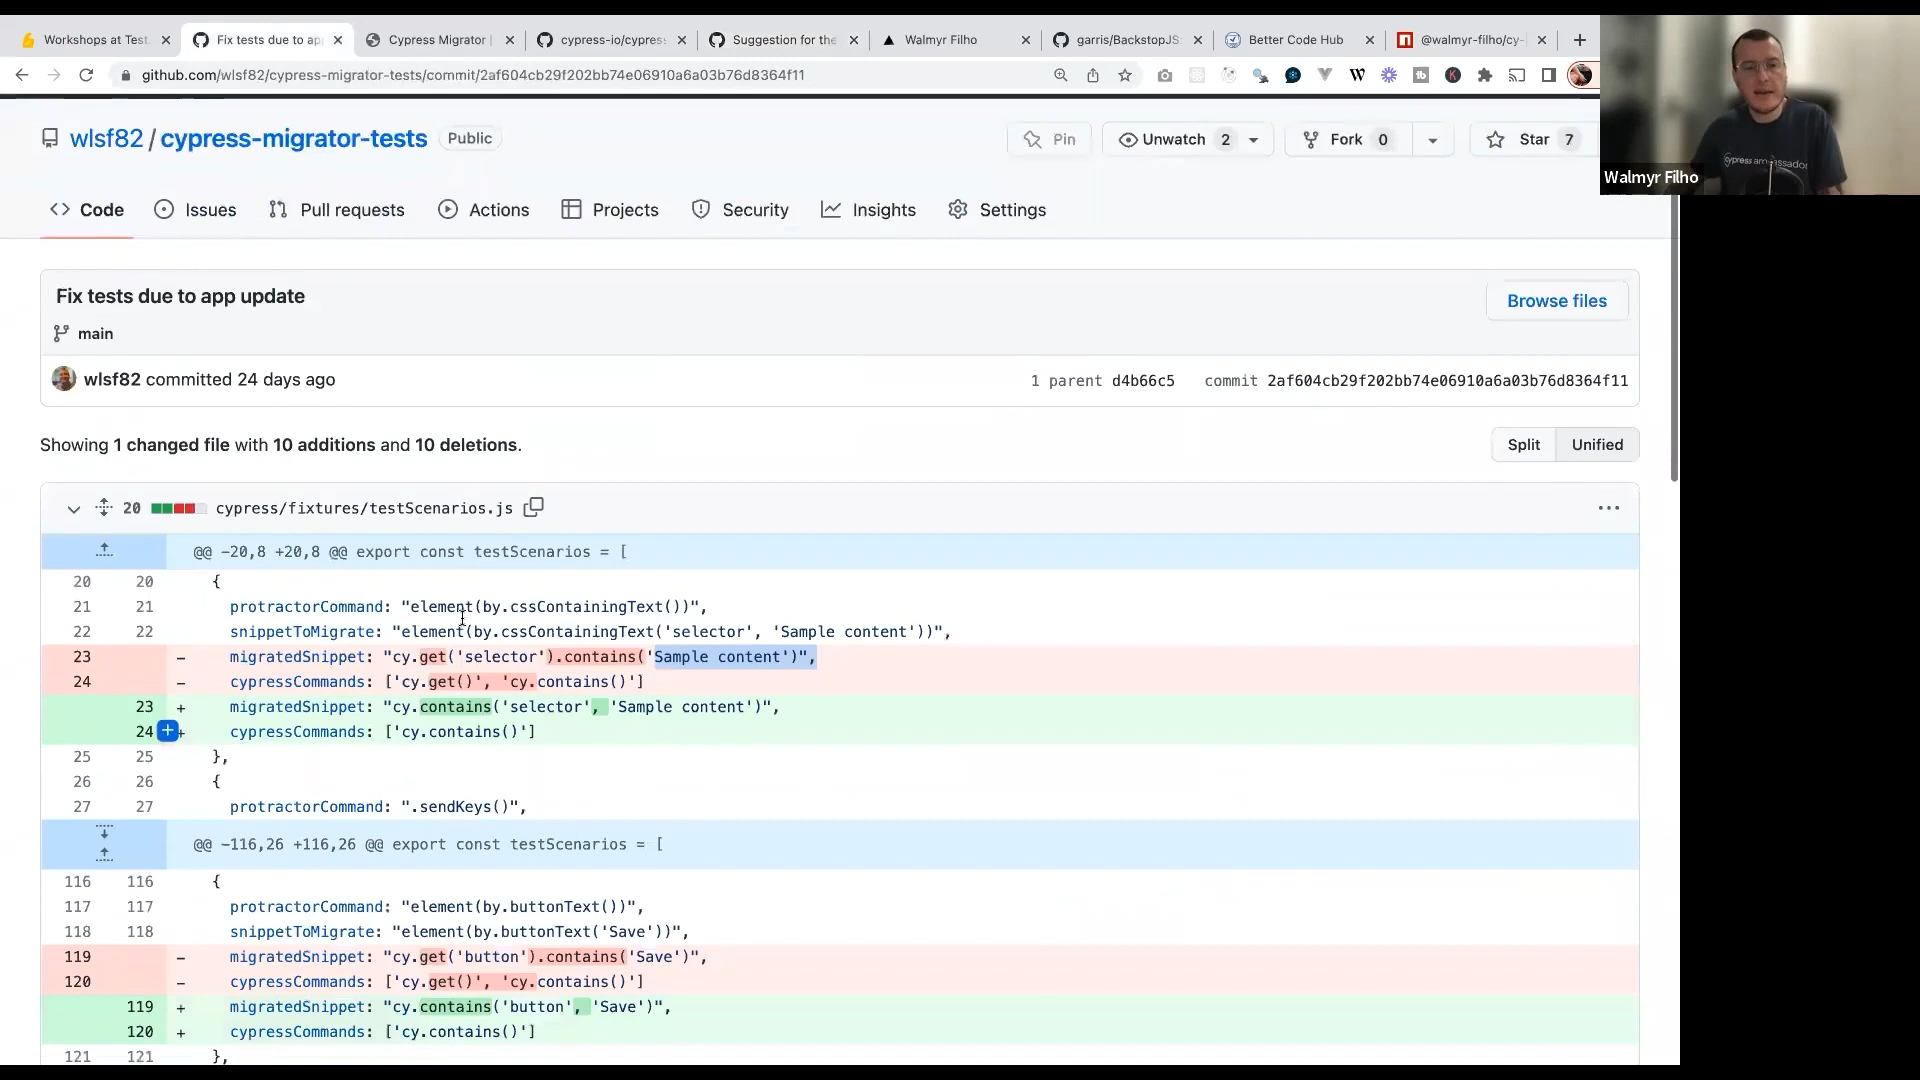 Workshops at Test
Fix tests due to ap
Cypress Migrator |
cypress-io/cypres
Suggestion for the
Walmyr Filho
garris/BackstopJS
Better Code Hub
@walmyr-filho/cy-
github.com/wlsf82/cypress-migrator-tests/commit/2af604cb29f202bb74e06910a6a03b76d8364f11
wlsf82 / cypress-migrator-tests Public
Pin
Unwatch 2
Fork 0
Star 7
cypress ambassador
Walmyr Filho
Code
Issues
Pull requests
Actions
Projects
Security
Insights
Settings
Fix tests due to app update
Browse files
main
wlsf82 committed 24 days ago
1 parent d4b66c5 commit 2af604cb29f202bb74e06910a6a03b76d8364f11
Showing 1 changed file with 10 additions and 10 deletions.
Split Unified
20 cypress/fixtures/testScenarios.js
@@ -20,8 +20,8 @@ export const testScenarios = [
20 20 {
21 21 protractorCommand: "element(by.cssContainingText())",
22 22 snippetToMigrate: "element(by.cssContainingText('selector', 'Sample content'))",
23 - migratedSnippet: "cy.get('selector').contains('Sample content')",
24 - cypressCommands: ['cy.get()', 'cy.contains()']
23 + migratedSnippet: "cy.contains('selector', 'Sample content')",
24 + cypressCommands: ['cy.contains()']
25 25 },
26 26 {
27 27 protractorCommand: ".sendKeys()",
@@ -116,26 +116,26 @@ export const testScenarios = [
116 116 {
117 117 protractorCommand: "element(by.buttonText())",
118 118 snippetToMigrate: "element(by.buttonText('Save'))",
119 - migratedSnippet: "cy.get('button').contains('Save')",
120 - cypressCommands: ['cy.get()', 'cy.contains()']
119 + migratedSnippet: "cy.contains('button', 'Save')",
120 + cypressCommands: ['cy.contains()']
121 121 },